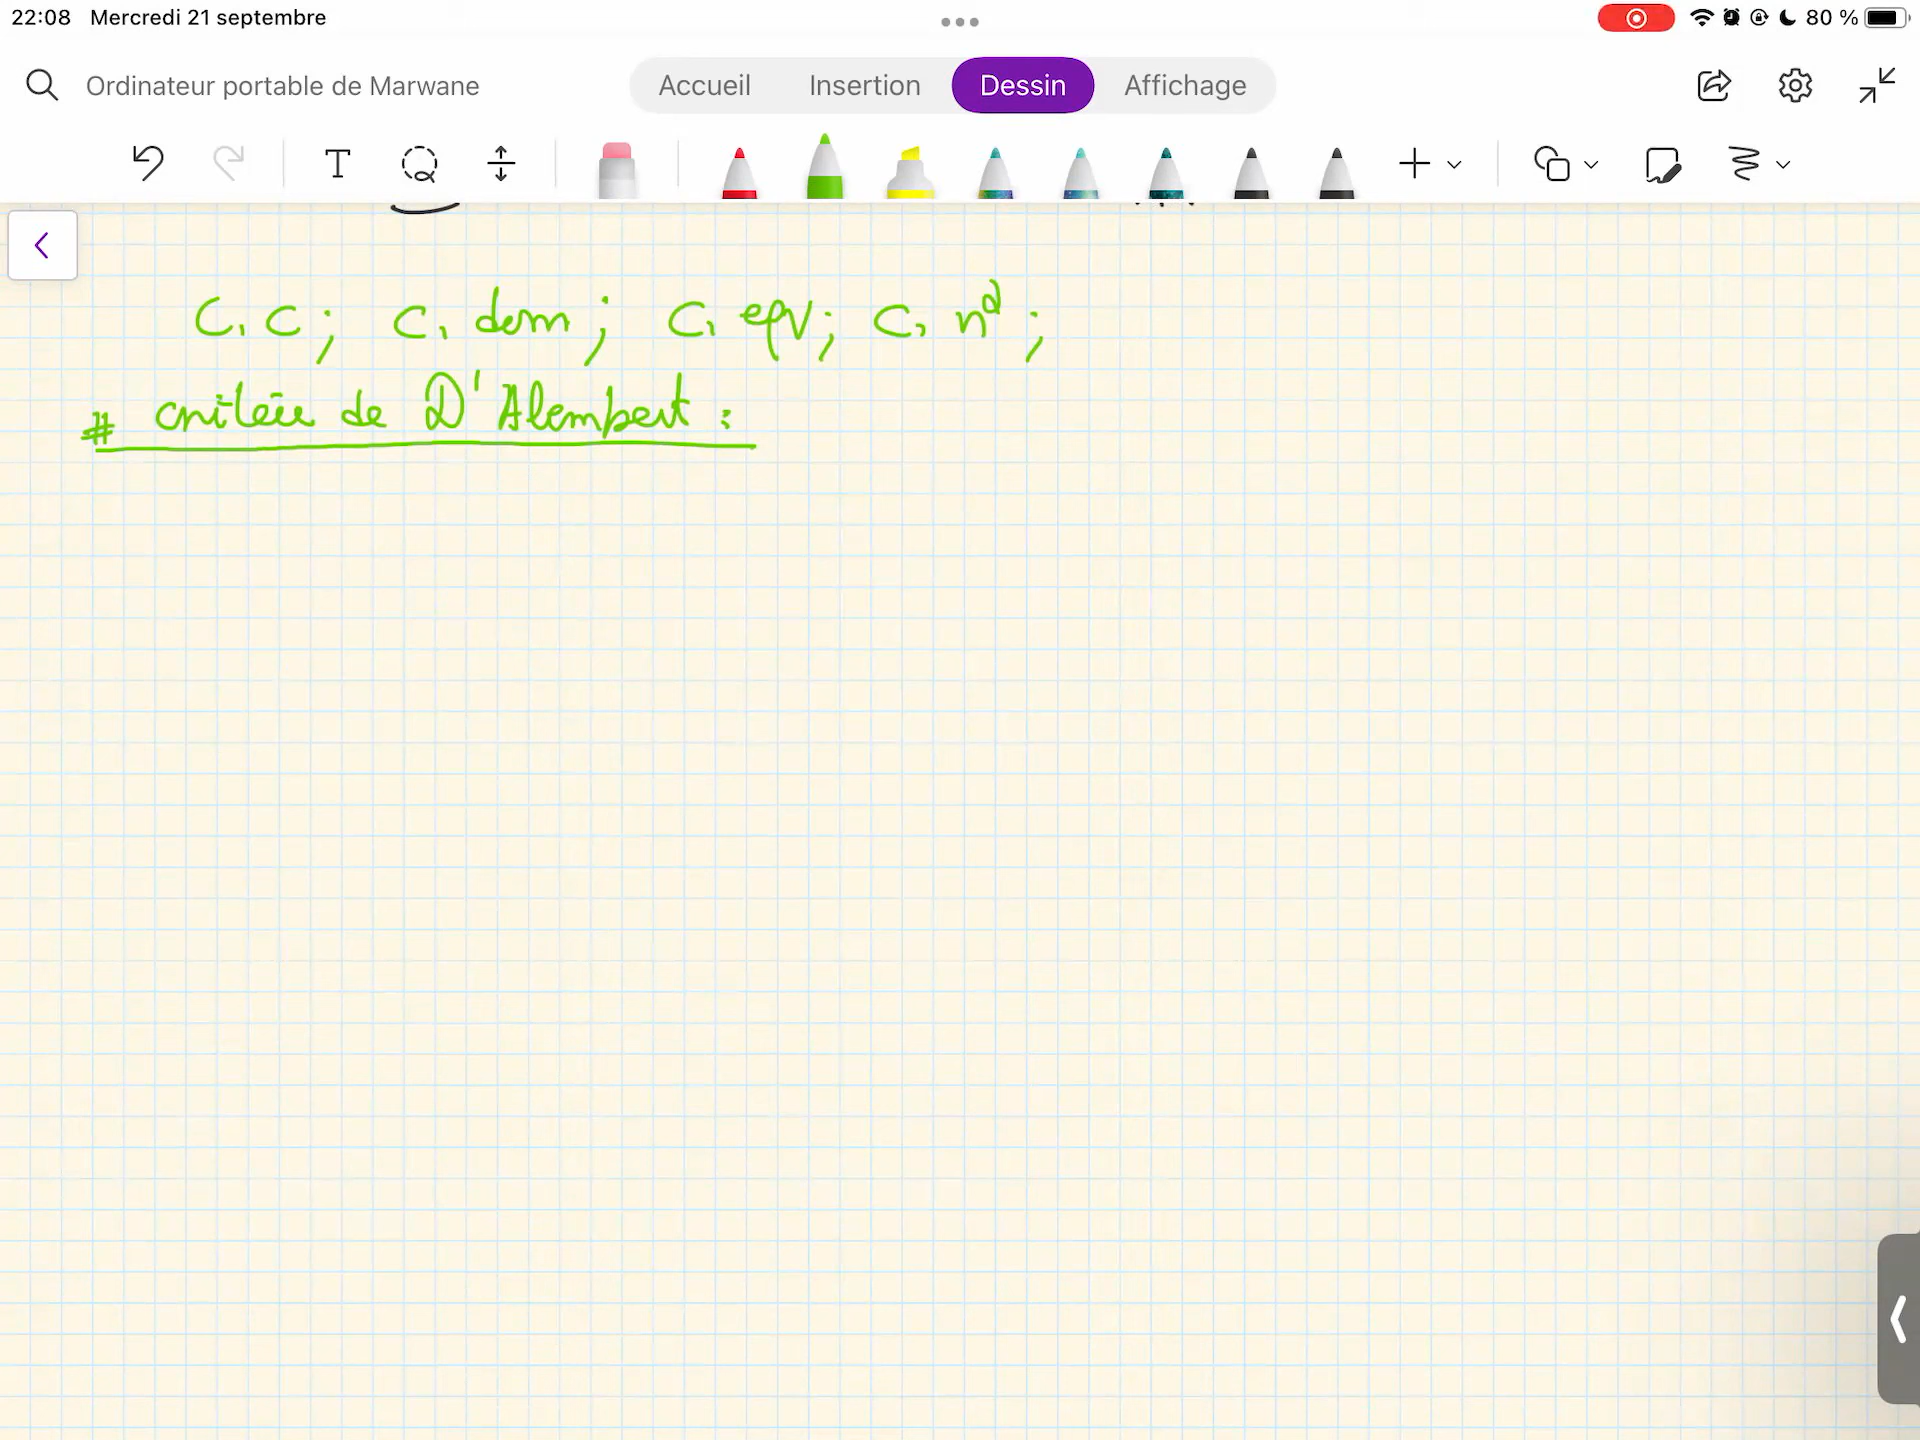 22:08 Mercredi 21 septembre 80 %
Ordinateur portable de Marwane Accueil Insertion Dessin Affichage
T
C, C ; C, dom ; C, eqv ; C, n^α ;
# critère de D'Alembert :